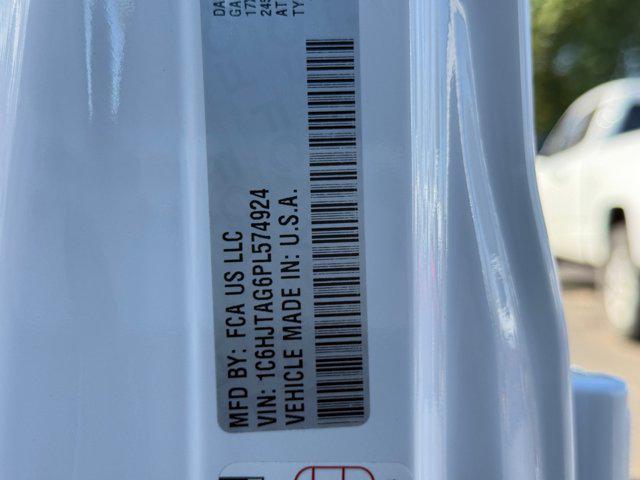 MFD BY: FCA US LLC
VIN: 1C6HJTAG6PL574924
VEHICLE MADE IN: U.S.A.